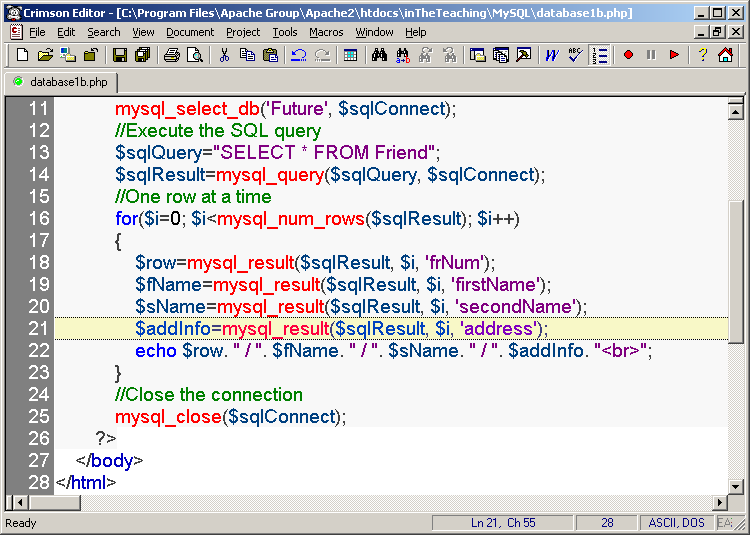 Crimson Editor - [C:\Program Files\Apache Group\Apache2\htdocs\inTheTeaching\MySQL\database1b.php]
File Edit Search View Document Project Tools Macros Window Help
database1b.php
11 mysql_select_db('Future', $sqlConnect);
12 //Execute the SQL query
13 $sqlQuery="SELECT * FROM Friend";
14 $sqlResult=mysql_query($sqlQuery, $sqlConnect);
15 //One row at a time
16 for($i=0; $i<mysql_num_rows($sqlResult); $i++)
17 {
18 $row=mysql_result($sqlResult, $i, 'frNum');
19 $fName=mysql_result($sqlResult, $i, 'firstName');
20 $sName=mysql_result($sqlResult, $i, 'secondName');
21 $addInfo=mysql_result($sqlResult, $i, 'address');
22 echo $row. " / ". $fName. " / ". $sName. " / ". $addInfo. "<br>";
23 }
24 //Close the connection
25 mysql_close($sqlConnect);
26 ?>
27 </body>
28 </html>
Ready Ln 21, Ch 55 28 ASCII, DOS